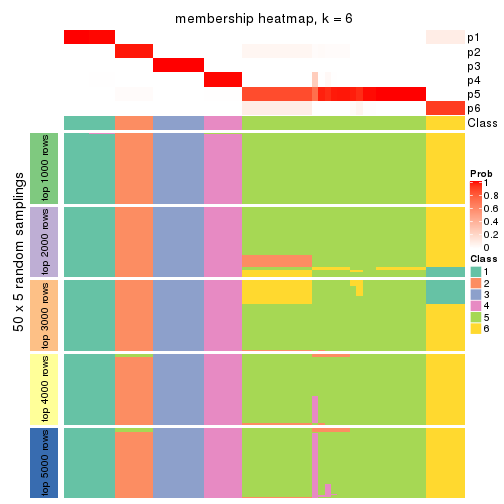 membership heatmap, k = 6
p1
p2
p3
p4
p5
p6
Class
50 x 5 random samplings
top 1000 rows
top 2000 rows
top 3000 rows
top 4000 rows
top 5000 rows
Prob
1
0.8
0.6
0.4
0.2
0
Class
1
2
3
4
5
6